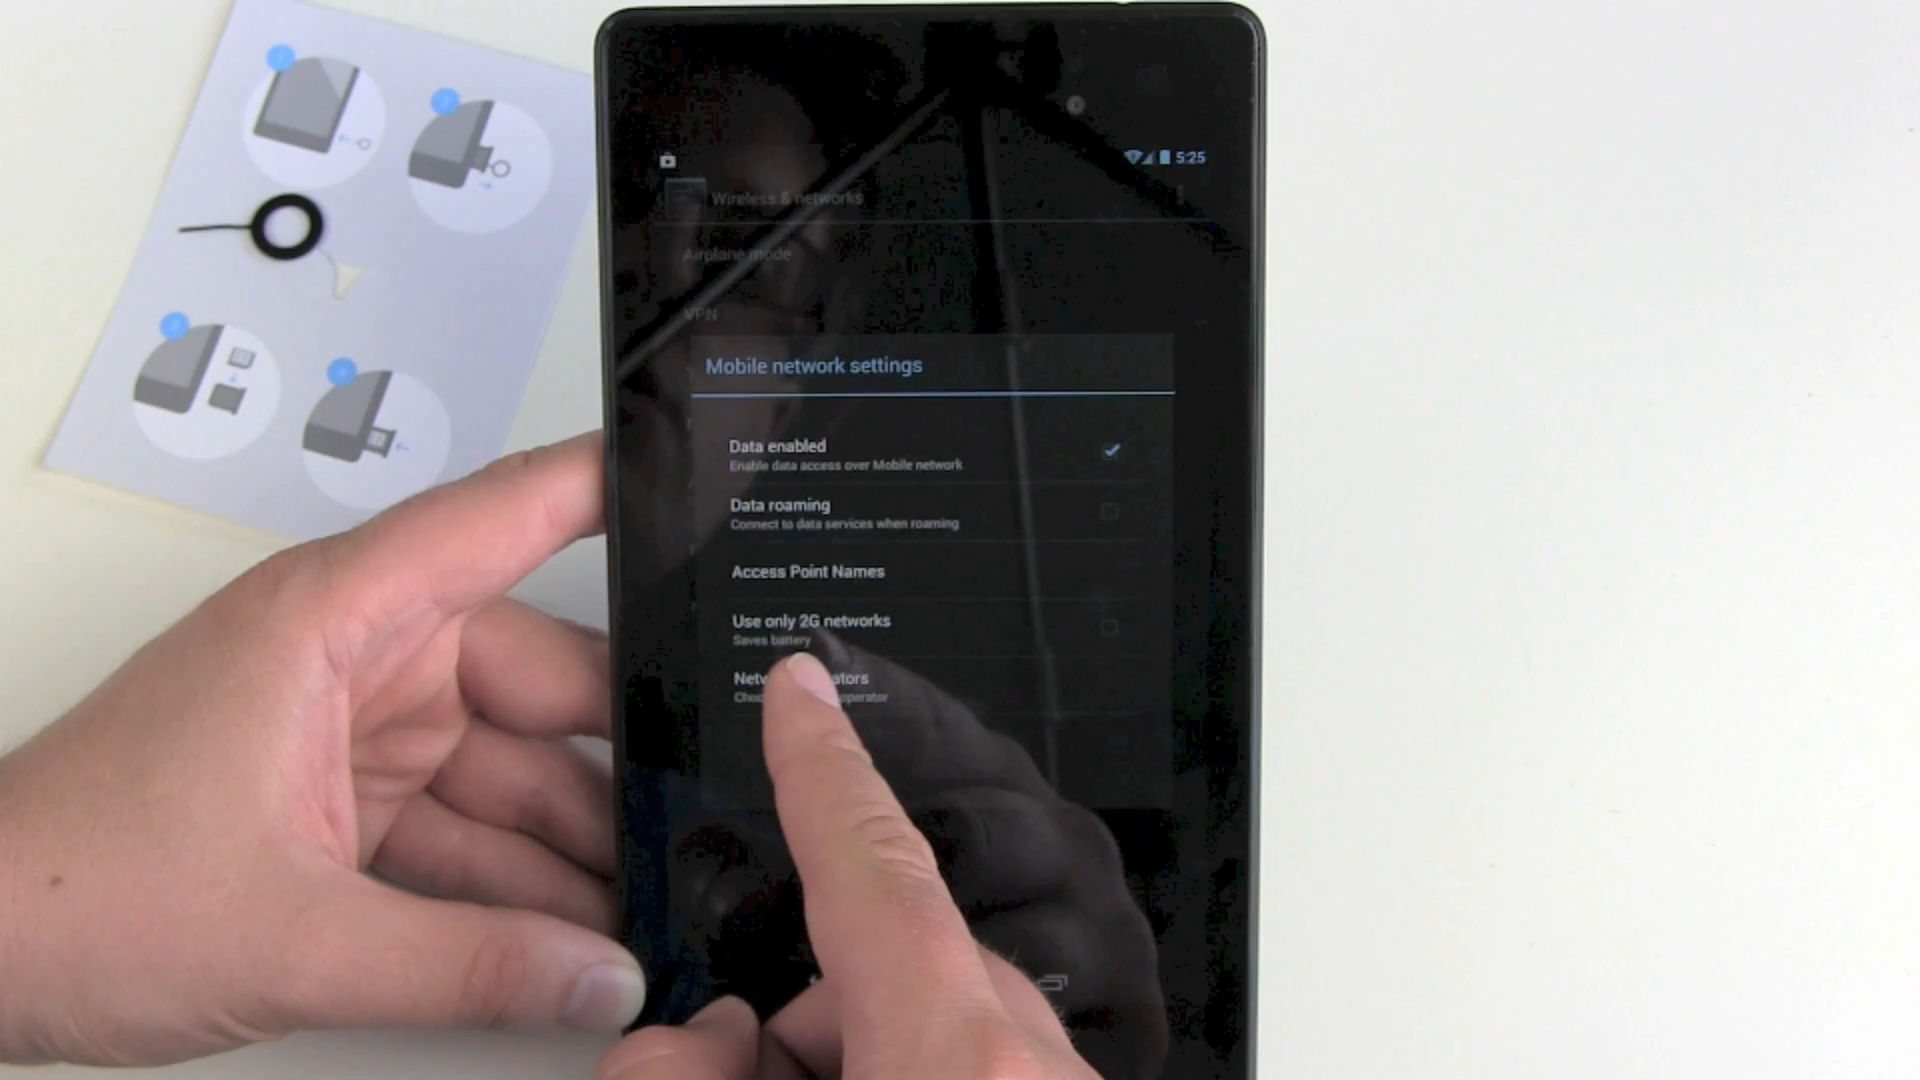 5:25
Wireless & networks
Airplane mode
VPN
Mobile network settings
Data enabled
Enable data access over Mobile network
Data roaming
Connect to data services when roaming
Access Point Names
Use only 2G networks
Saves battery
operator